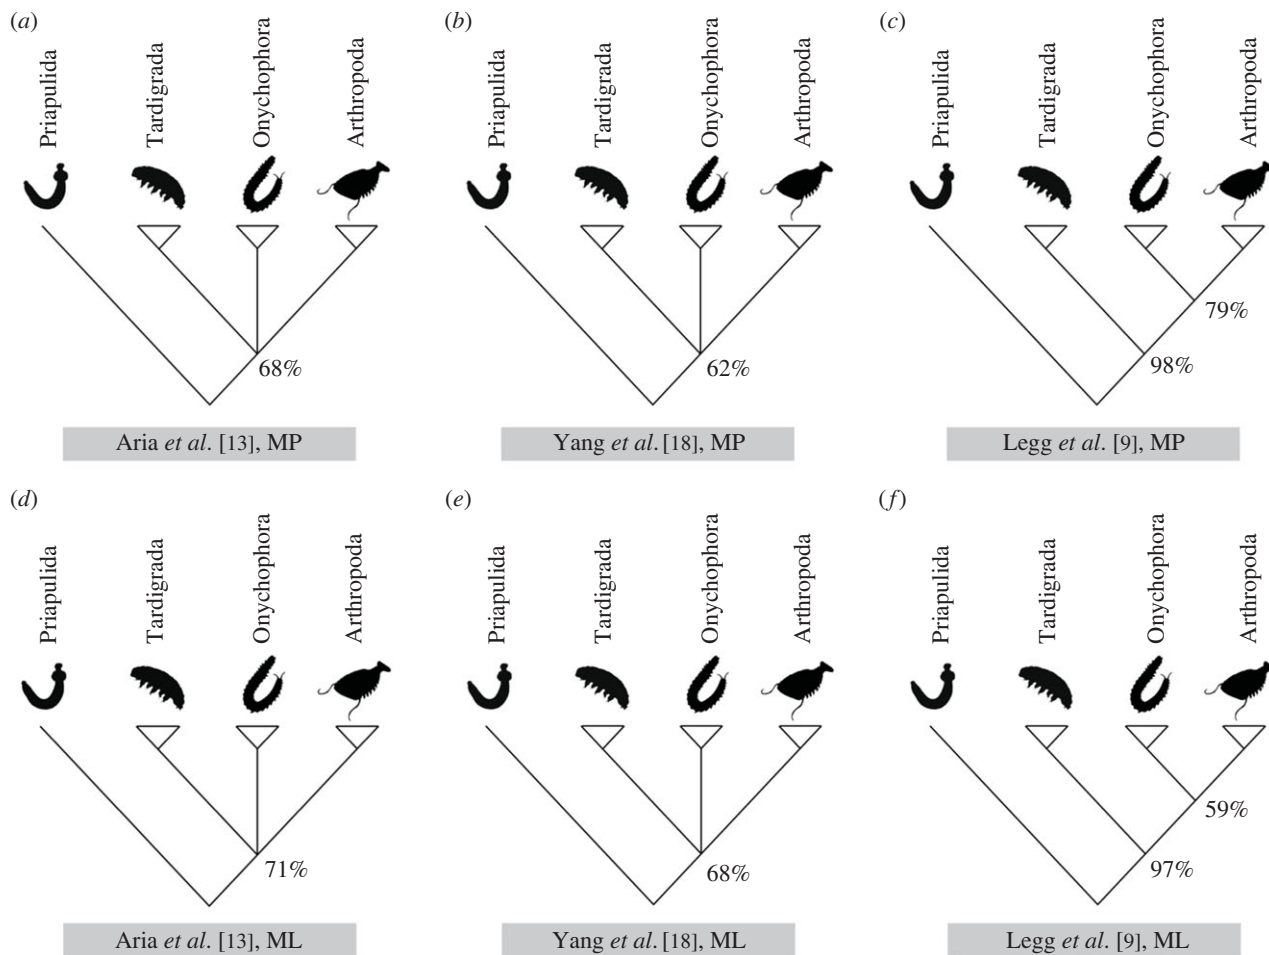 (a)
Priapulida
Tardigrada
Onychophora
Arthropoda
68%
Aria et al. [13], MP
(b)
Priapulida
Tardigrada
Onychophora
Arthropoda
62%
Yang et al. [18], MP
(c)
Priapulida
Tardigrada
Onychophora
Arthropoda
79%
98%
Legg et al. [9], MP
(d)
Priapulida
Tardigrada
Onychophora
Arthropoda
71%
Aria et al. [13], ML
(e)
Priapulida
Tardigrada
Onychophora
Arthropoda
68%
Yang et al. [18], ML
(f)
Priapulida
Tardigrada
Onychophora
Arthropoda
59%
97%
Legg et al. [9], ML